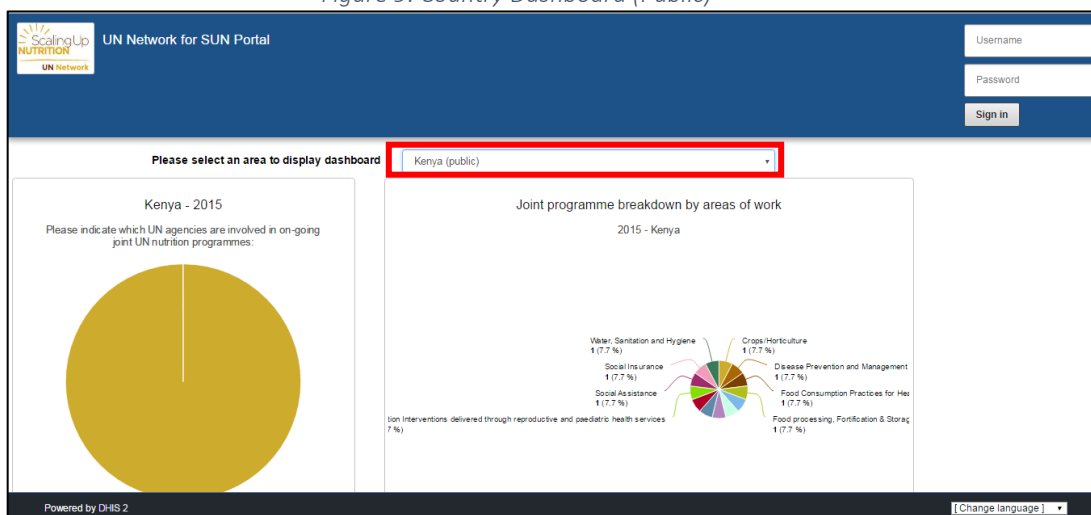 Figure 9: Country Dashboard (Public)
Scaling Up
NUTRITION
UN Network
UN Network for SUN Portal
Username
Password
Sign in
Please select an area to display dashboard
Kenya (public)
Kenya - 2015
Please indicate which UN agencies are involved in on-going
joint UN nutrition programmes:
Joint programme breakdown by areas of work
2015 - Kenya
Water, Sanitation and Hygiene
1 (7.7 %)
Crops/Horticulture
1 (7.7 %)
Social Insurance
1 (7.7 %)
Disease Prevention and Management
1 (7.7 %)
Social Assistance
1 (7.7 %)
Food Consumption Practices for Hea
1 (7.7 %)
tion Interventions delivered through reproductive and paediatric health services
7 %)
Food processing, Fortification & Storag
1 (7.7 %)
Powered by DHIS 2
[ Change language ]